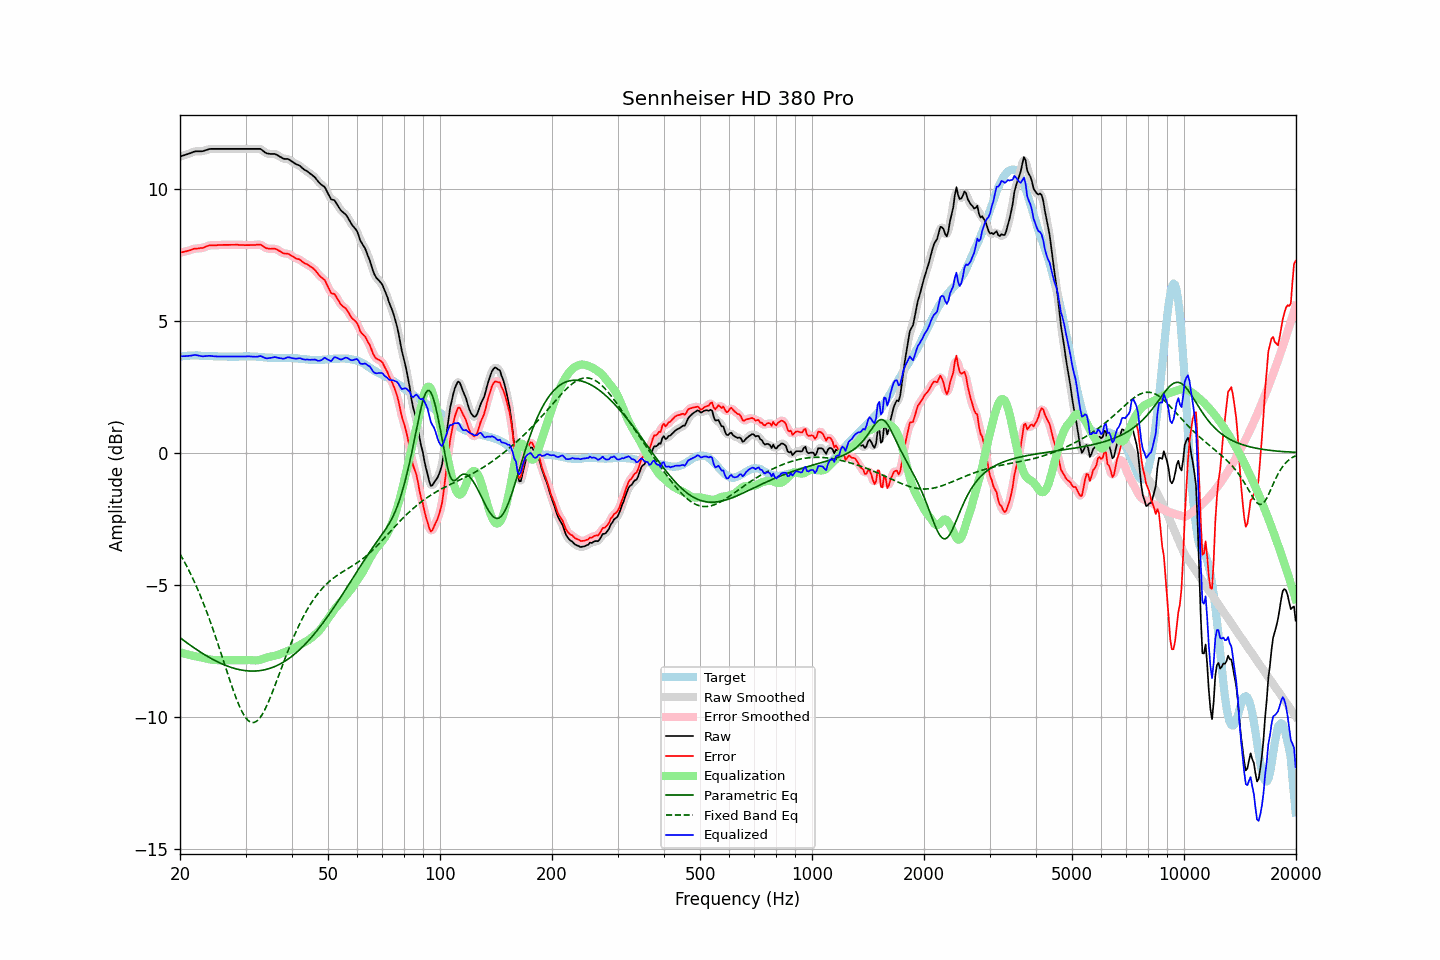 Sennheiser HD 380 Pro
Amplitude (dBr)
10
5
0
−5
−10
−15
20
50
100
200
500
1000
2000
5000
10000
20000
Frequency (Hz)
Target
Raw Smoothed
Error Smoothed
Raw
Error
Equalization
Parametric Eq
Fixed Band Eq
Equalized